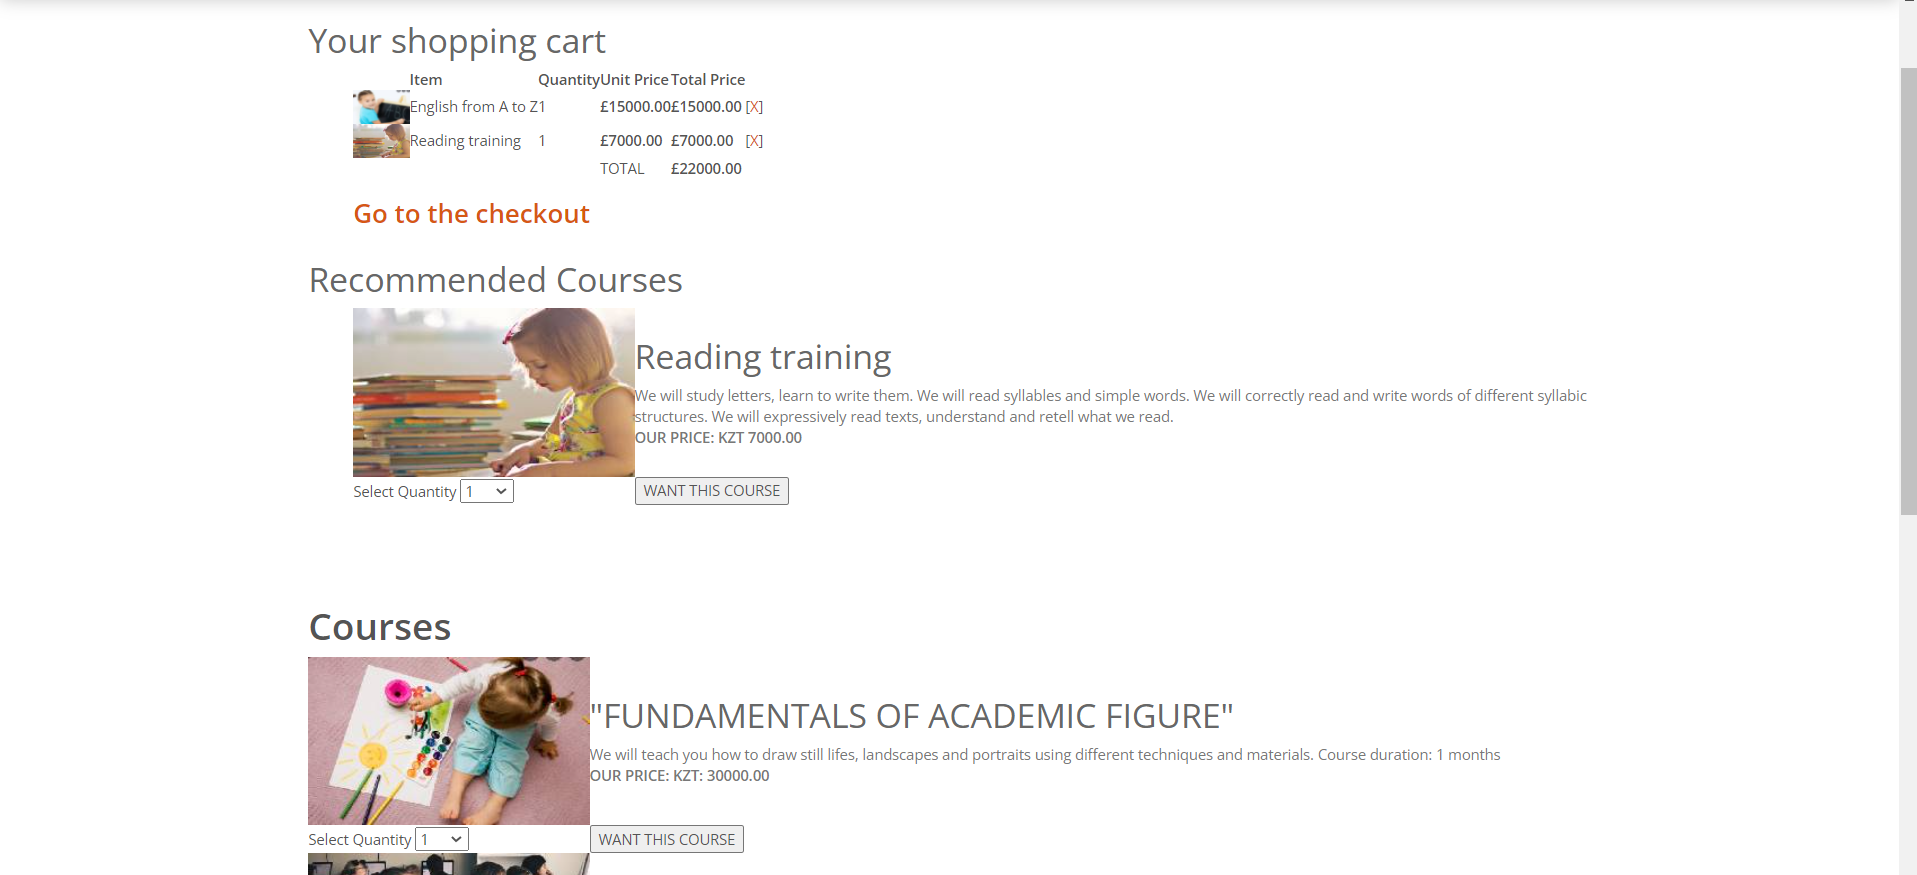 Your shopping cart
Item Quantity Unit Price Total Price
English from A to Z 1 £15000.00 £15000.00 [X]
Reading training 1 £7000.00 £7000.00 [X]
TOTAL £22000.00
Go to the checkout
Recommended Courses
Reading training
We will study letters, learn to write them. We will read syllables and simple words. We will correctly read and write words of different syllabic
structures. We will expressively read texts, understand and retell what we read.
OUR PRICE: KZT 7000.00
Select Quantity 1 WANT THIS COURSE
Courses
"FUNDAMENTALS OF ACADEMIC FIGURE"
We will teach you how to draw still lifes, landscapes and portraits using different techniques and materials. Course duration: 1 months
OUR PRICE: KZT: 30000.00
Select Quantity 1 WANT THIS COURSE